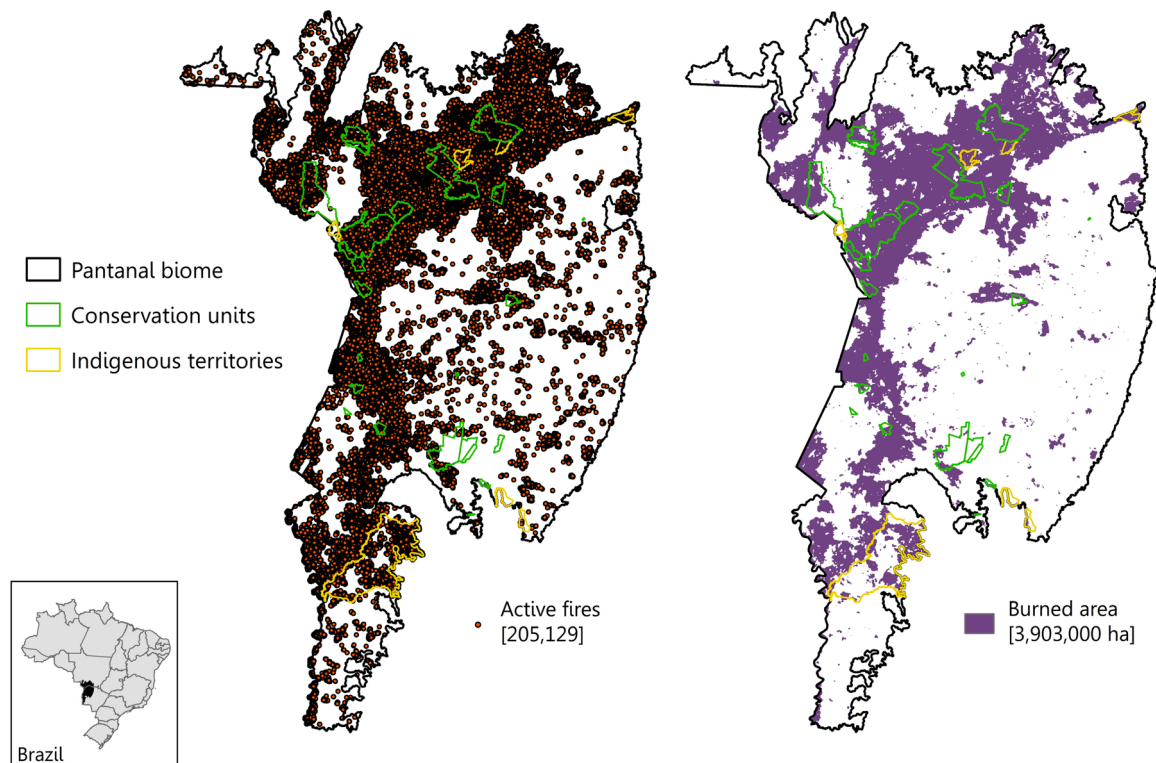 Pantanal biome
Conservation units
Indigenous territories
Active fires
[205,129]
Burned area
[3,903,000 ha]
Brazil